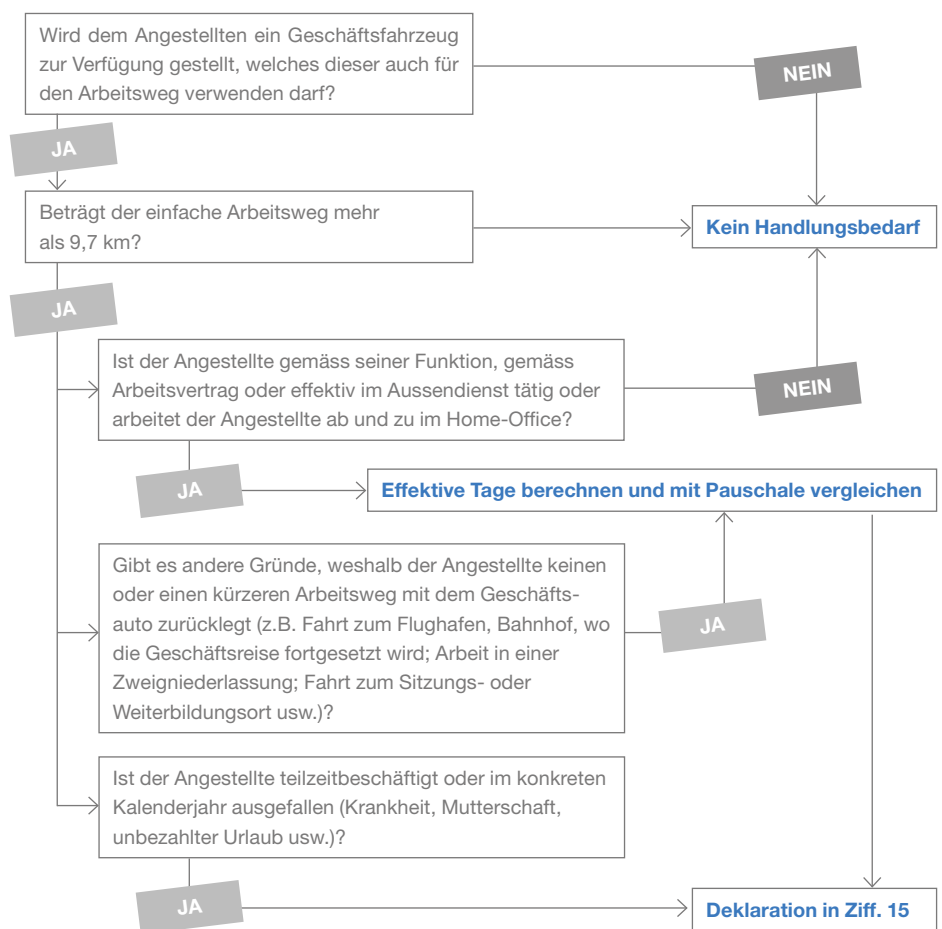 Wird dem Angestellten ein Geschäftsfahrzeug
zur Verfügung gestellt, welches dieser auch für
den Arbeitsweg verwenden darf?
NEIN
JA
Beträgt der einfache Arbeitsweg mehr
als 9,7 km?
Kein Handlungsbedarf
JA
Ist der Angestellte gemäss seiner Funktion, gemäss
Arbeitsvertrag oder effektiv im Aussendienst tätig oder
arbeitet der Angestellte ab und zu im Home-Office?
NEIN
JA
Effektive Tage berechnen und mit Pauschale vergleichen
Gibt es andere Gründe, weshalb der Angestellte keinen
oder einen kürzeren Arbeitsweg mit dem Geschäfts-
auto zurücklegt (z.B. Fahrt zum Flughafen, Bahnhof, wo
die Geschäftsreise fortgesetzt wird; Arbeit in einer
Zweigniederlassung; Fahrt zum Sitzungs- oder
Weiterbildungsort usw.)?
JA
Ist der Angestellte teilzeitbeschäftigt oder im konkreten
Kalenderjahr ausgefallen (Krankheit, Mutterschaft,
unbezahlter Urlaub usw.)?
JA
Deklaration in Ziff. 15